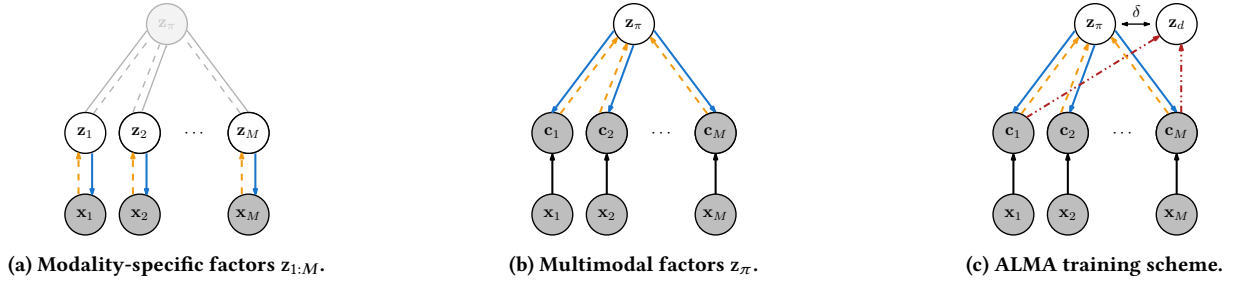 z_π
z_π
z_π
δ
z_d
z_1
z_2
···
z_M
c_1
c_2
···
c_M
c_1
c_2
···
c_M
x_1
x_2
x_M
x_1
x_2
x_M
x_1
x_2
x_M
(a) Modality-specific factors z_{1:M}.
(b) Multimodal factors z_π.
(c) ALMA training scheme.